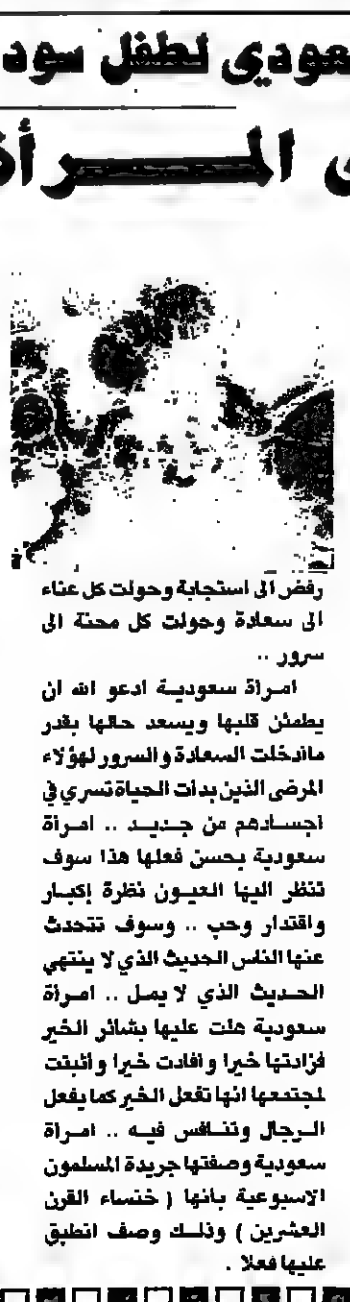 عودي لطفل سود
المــــرأة
رفض الى استجابة وحولت كل عناء
الى سعادة وحولت كل محنة الى
سرور ..
امرأة سعودية ادعو الله ان
يطمئن قلبها ويسعد حالها بقدر
ماادخلت السعادة والسرور لهؤلاء
المرضى الذين بدأت الحياة تسري في
اجسادهم من جديد .. امرأة
سعودية بحسن فعلها هذا سوف
تنظر اليها العيون نظرة إكبار
واقتدار وحب .. وسوف تتحدث
عنها الناس الحديث الذي لا ينتهي
الحديث الذي لا يمل .. امرأة
سعودية هلت عليها بشائر الخير
فزادتها خيرا وأفادت خيرا وأثبتت
لمجتمعها انها تفعل الخير كما يفعل
الرجال وتنافس فيه .. امرأة
سعودية وصفتها جريدة المسلمون
الاسبوعية بانها ( خنساء القرن
العشرين ) وذلك وصف انطبق
عليها فعلا .